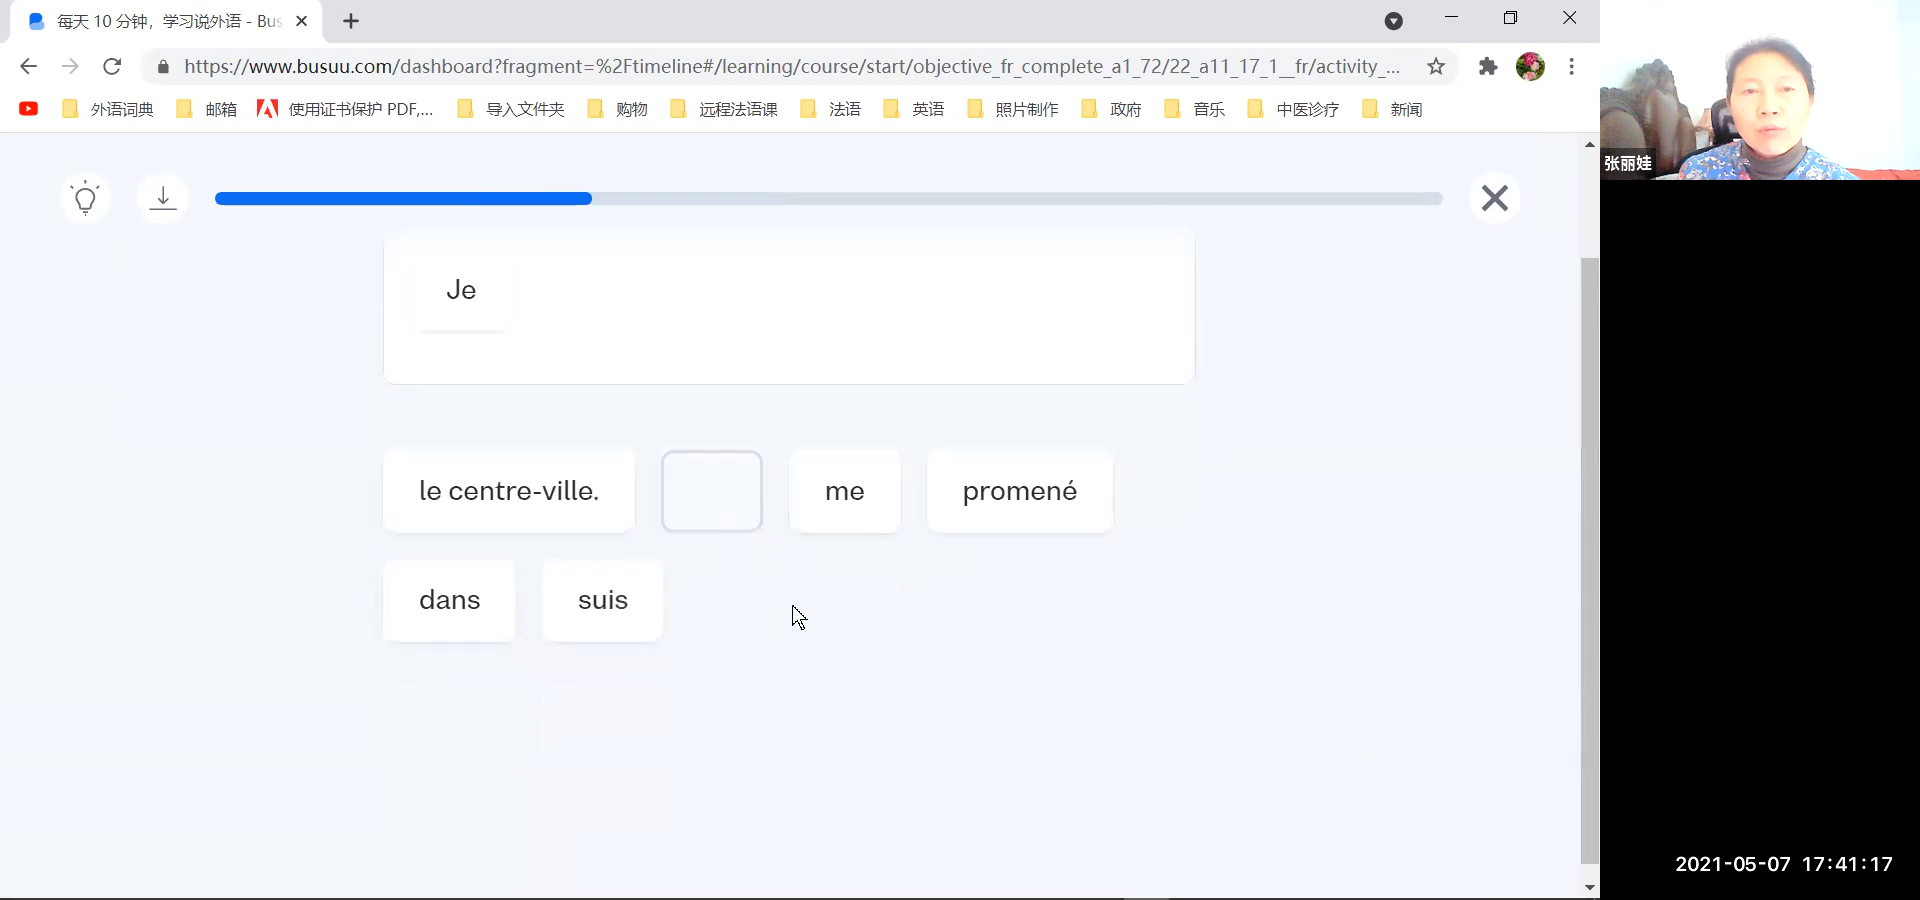 每天 10 分钟，学习说外语 - Bus
https://www.busuu.com/dashboard?fragment=%2Ftimeline#/learning/course/start/objective_fr_complete_a1_72/22_a11_17_1__fr/activity_...
外语词典 邮箱 使用证书保护 PDF,... 导入文件夹 购物 远程法语课 法语 英语 照片制作 政府 音乐 中医诊疗 新闻
张丽娃
Je
le centre-ville. me promené
dans suis
2021-05-07 17:41:17